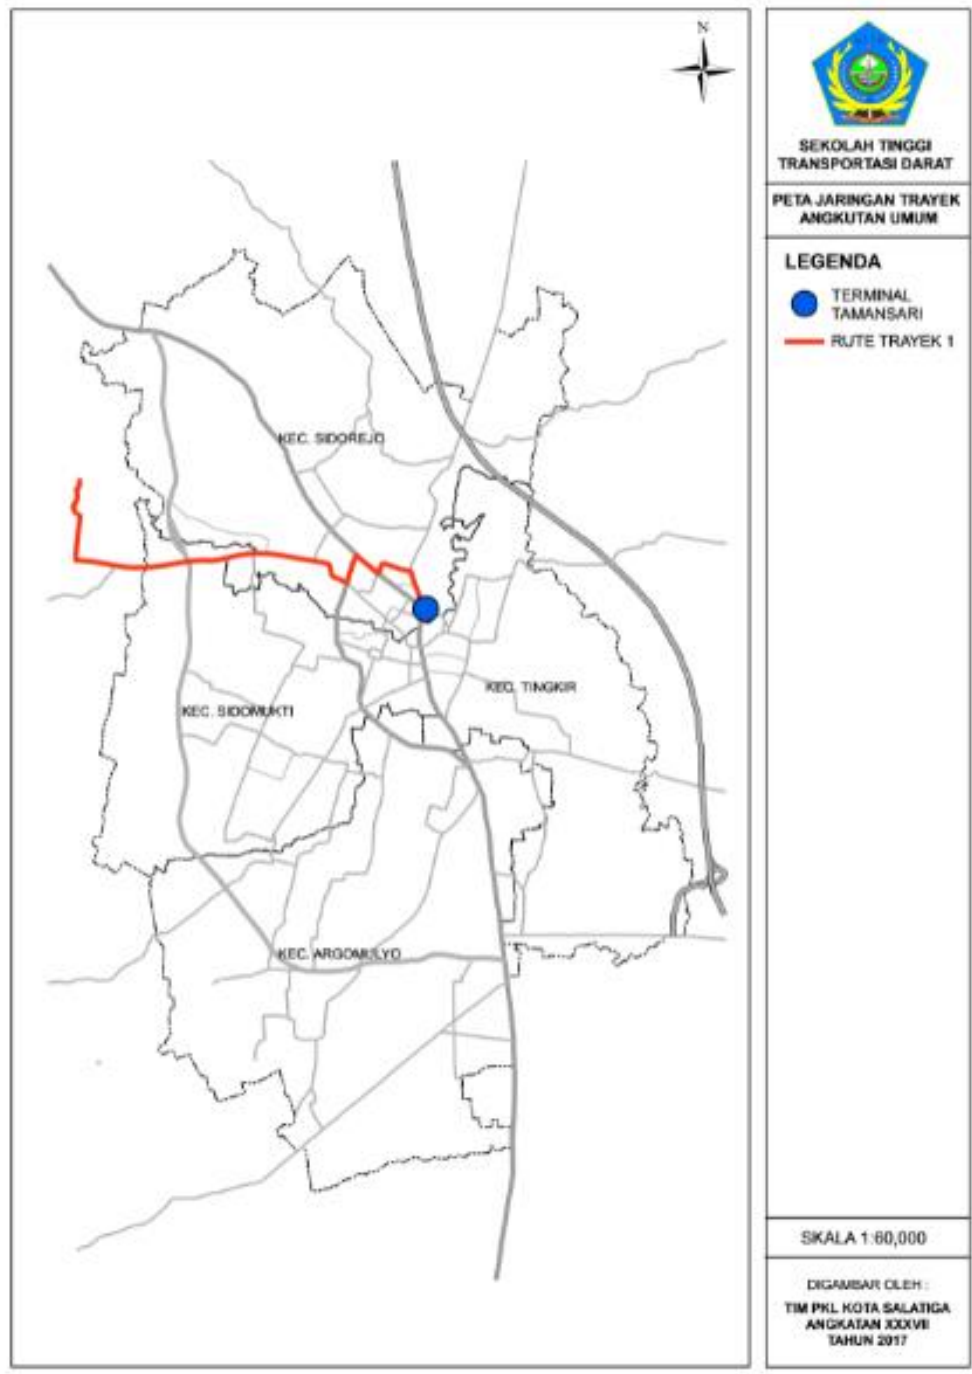 N
SEKOLAH TINGGI
TRANSPORTASI DARAT
PETA JARINGAN TRAYEK
ANGKUTAN UMUM
LEGENDA
TERMINAL
TAMANSARI
RUTE TRAYEK 1
KEC. SIDOREJO
KEC. TINGKIR
KEC. SIDOMUKTI
KEC. ARGOMULYO
SKALA 1:60,000
DIGAMBAR OLEH :
TIM PKL KOTA SALATIGA
ANGKATAN XXXVII
TAHUN 2017